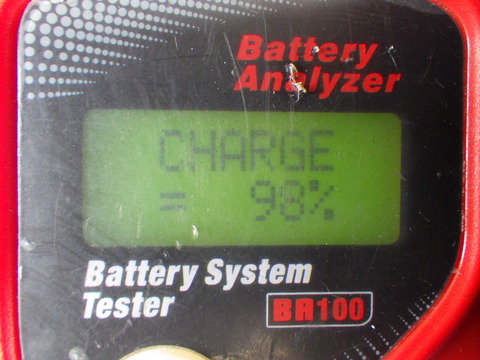 Battery
Analyzer
CHARGE
= 98%
Battery System
Tester
BA100